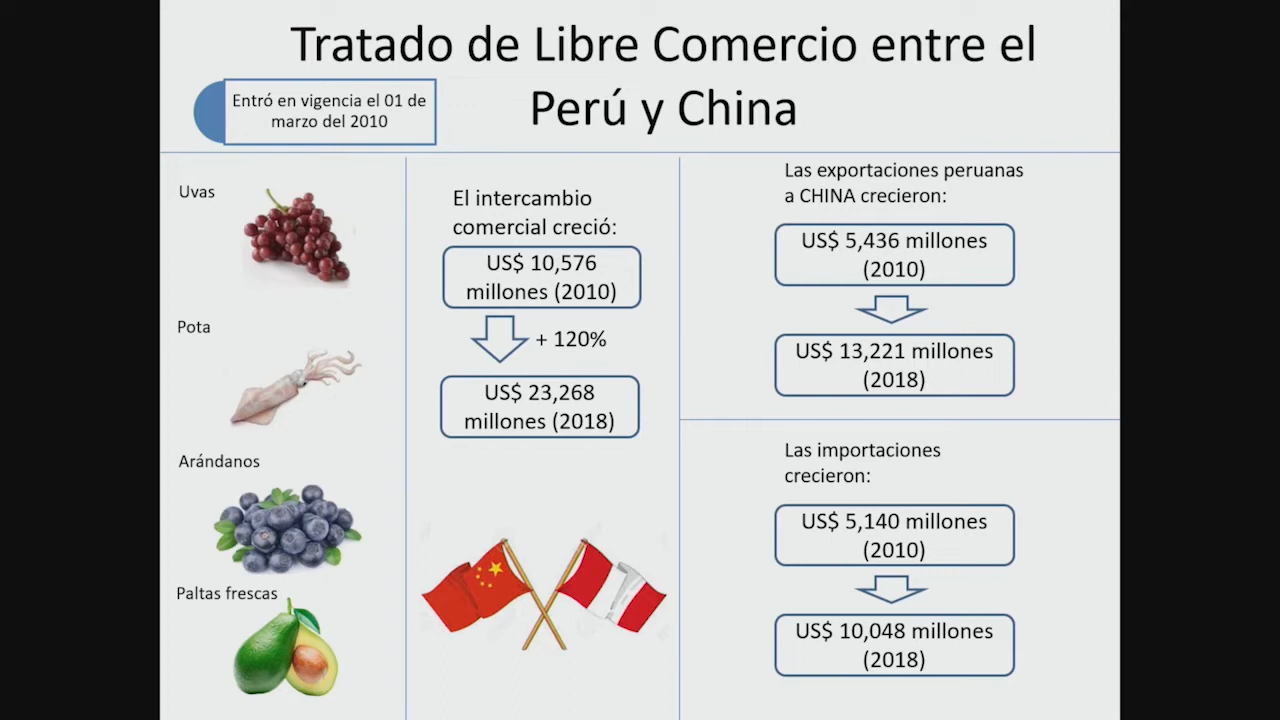 Tratado de Libre Comercio entre el
Perú y China
Entró en vigencia el 01 de
marzo del 2010
Uvas
Pota
Arándanos
Paltas frescas
El intercambio
comercial creció:
US$ 10,576
millones (2010)
+ 120%
US$ 23,268
millones (2018)
Las exportaciones peruanas
a CHINA crecieron:
US$ 5,436 millones
(2010)
US$ 13,221 millones
(2018)
Las importaciones
crecieron:
US$ 5,140 millones
(2010)
US$ 10,048 millones
(2018)